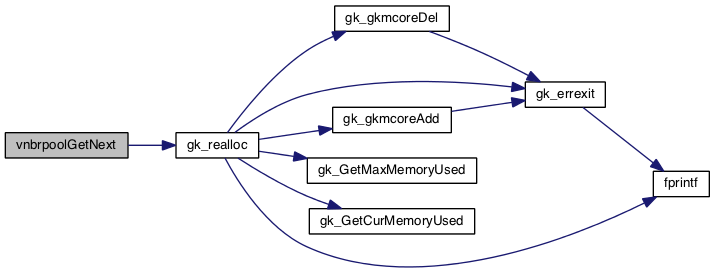 gk_gkmcoreDel
gk_errexit
gk_gkmcoreAdd
vnbrpoolGetNext
gk_realloc
gk_GetMaxMemoryUsed
fprintf
gk_GetCurMemoryUsed